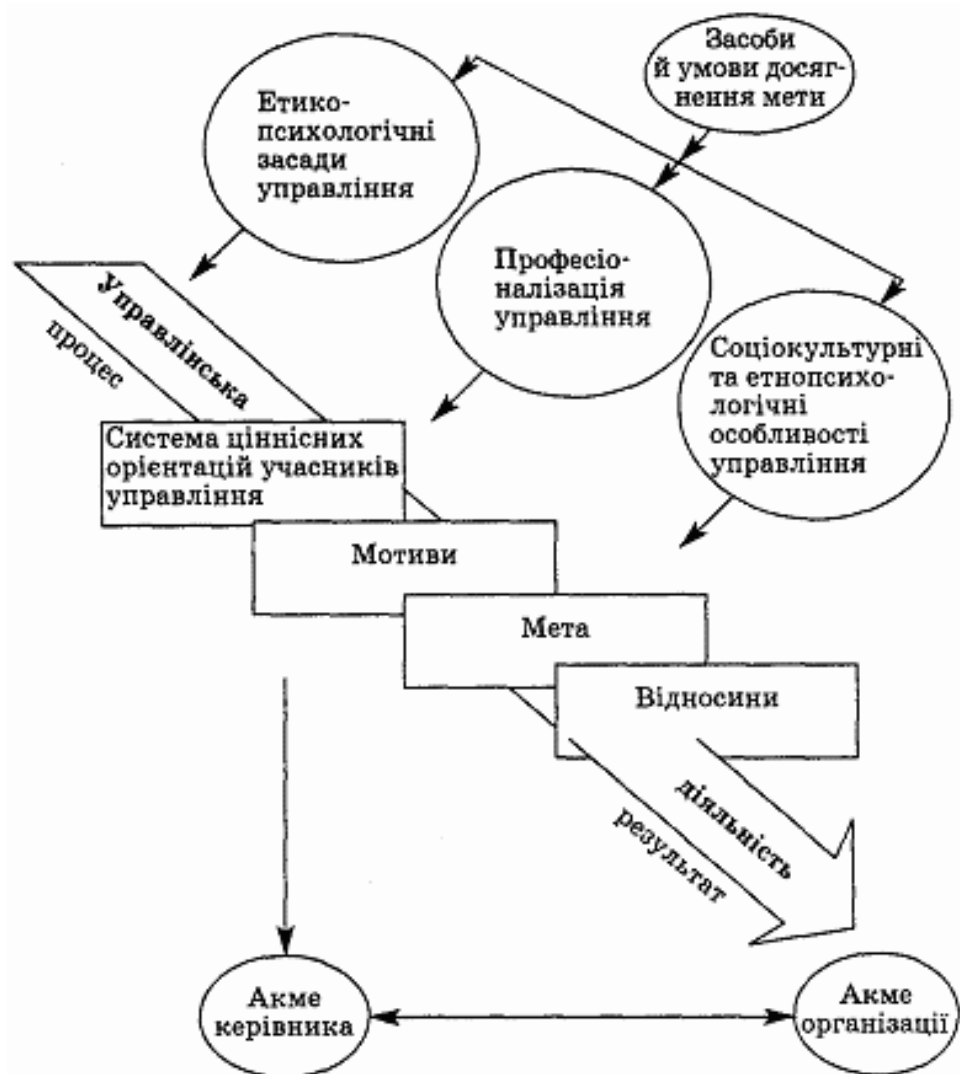 Засоби
й умови досяг-
нення мети
Етико-
психологічні
засади
управління
Професіо-
налізація
управління
Соціокультурні
та етнопсихо-
логічні
особливості
управління
Управлінська
процес
Система ціннісних
орієнтацій учасників
управління
Мотиви
Мета
Відносини
діяльність
результат
Акме
керівника
Акме
організації